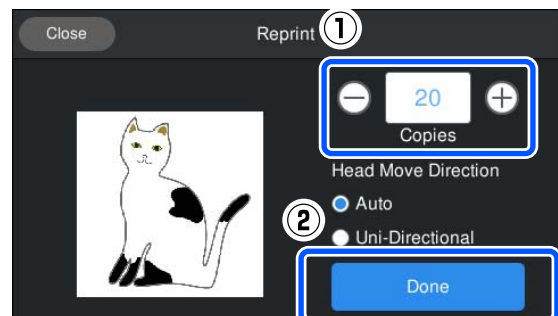 Close
Reprint
①
20
Copies
Head Move Direction
Auto
②
Uni-Directional
Done